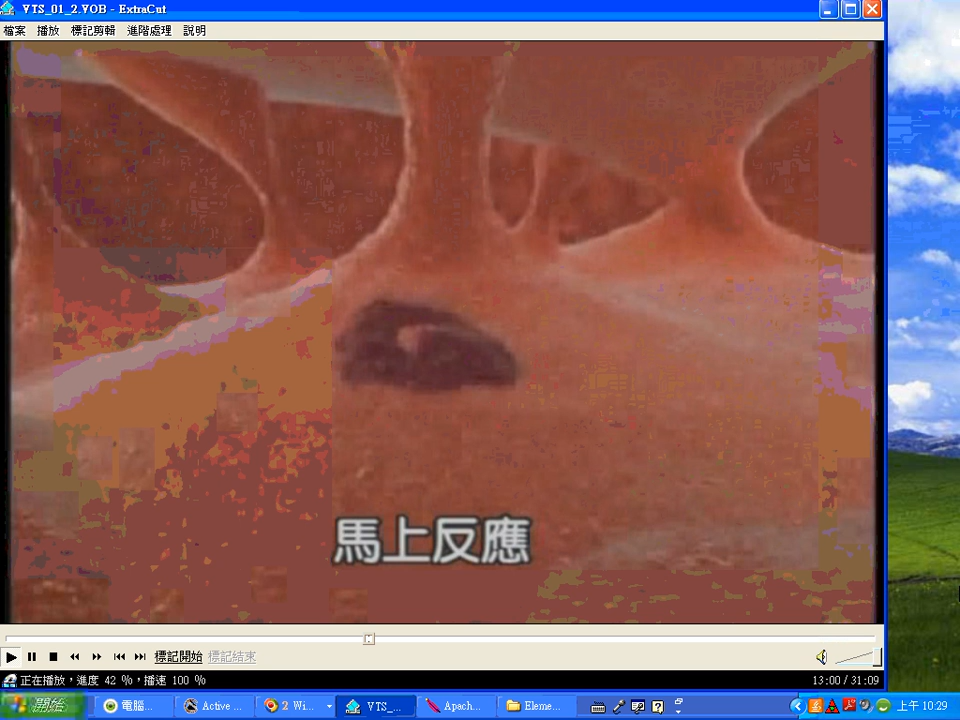 VTS_01_2.VOB - ExtraCut
檔案 播放 標記剪輯 進階處理 說明
馬上反應
標記開始 標記結束
正在播放，進度 42 %，播速 100 %
13:00 / 31:09
開始
電腦...
Active ...
2 Wi...
VTS_...
Apach...
Eleme...
上午 10:29